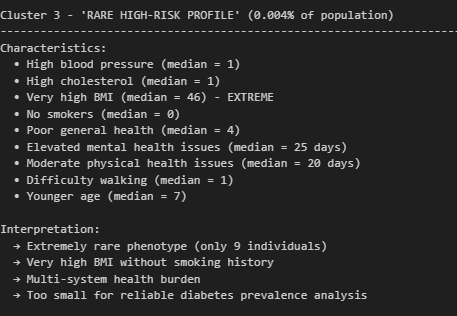 Cluster 3 - 'RARE HIGH-RISK PROFILE' (0.004% of population)
--------------------------------------------------------------------------------
Characteristics:
• High blood pressure (median = 1)
• High cholesterol (median = 1)
• Very high BMI (median = 46) - EXTREME
• No smokers (median = 0)
• Poor general health (median = 4)
• Elevated mental health issues (median = 25 days)
• Moderate physical health issues (median = 20 days)
• Difficulty walking (median = 1)
• Younger age (median = 7)
Interpretation:
→ Extremely rare phenotype (only 9 individuals)
→ Very high BMI without smoking history
→ Multi-system health burden
→ Too small for reliable diabetes prevalence analysis